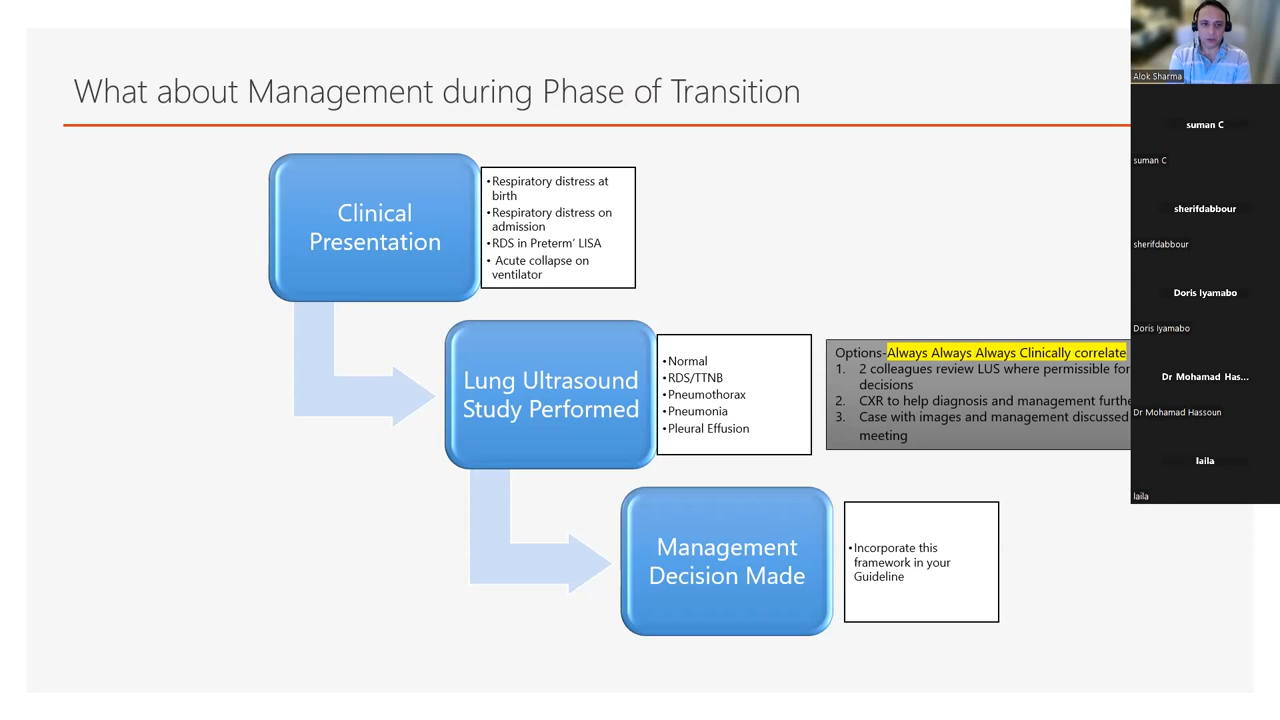 What about Management during Phase of Transition
Clinical
Presentation
•Respiratory distress at
birth
•Respiratory distress on
admission
•RDS in Preterm’ LISA
• Acute collapse on
ventilator
Lung Ultrasound
Study Performed
•Normal
•RDS/TTNB
•Pneumothorax
•Pneumonia
•Pleural Effusion
Options-Always Always Always Clinically correlate
1. 2 colleagues review LUS where permissible for
decisions
2. CXR to help diagnosis and management furthe
3. Case with images and management discussed
meeting
Management
Decision Made
•Incorporate this
framework in your
Guideline
Alok Sharma
suman C
suman C
sherifdabbour
sherifdabbour
Doris Iyamabo
Doris Iyamabo
Dr Mohamad Has...
Dr Mohamad Hassoun
laila
laila